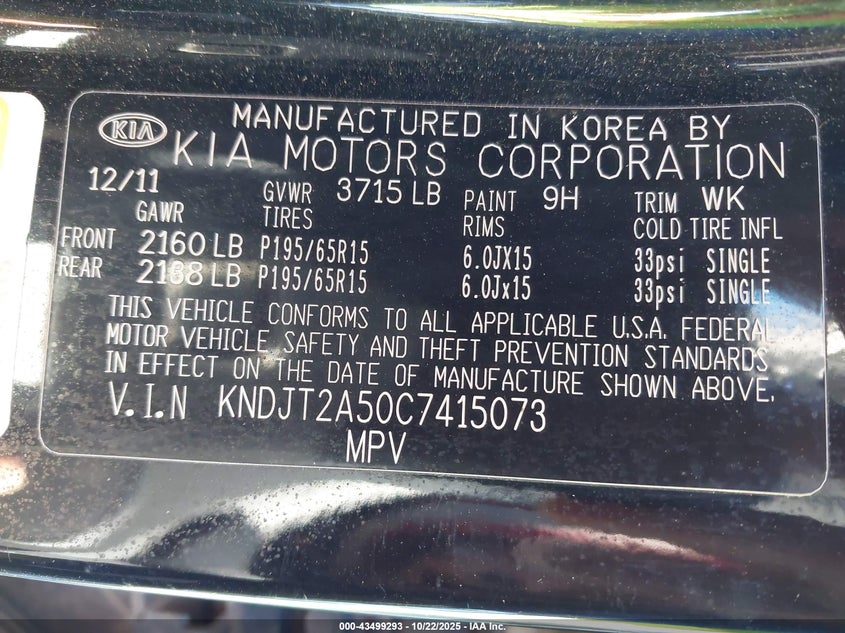 KIA
MANUFACTURED IN KOREA BY
KIA MOTORS CORPORATION
12/11 GVWR 3715 LB PAINT 9H TRIM WK
GAWR TIRES RIMS COLD TIRE INFL
FRONT 2160 LB P195/65R15 6.0JX15 33psi SINGLE
REAR 2188 LB P195/65R15 6.0Jx15 33psi SINGLE
THIS VEHICLE CONFORMS TO ALL APPLICABLE U.S.A. FEDERAL
MOTOR VEHICLE SAFETY AND THEFT PREVENTION STANDARDS
IN EFFECT ON THE DATE OF MANUFACTURE SHOWN ABOVE.
V.I.N KNDJT2A50C7415073
MPV
000-43499293 - 10/22/2025 - IAA Inc.